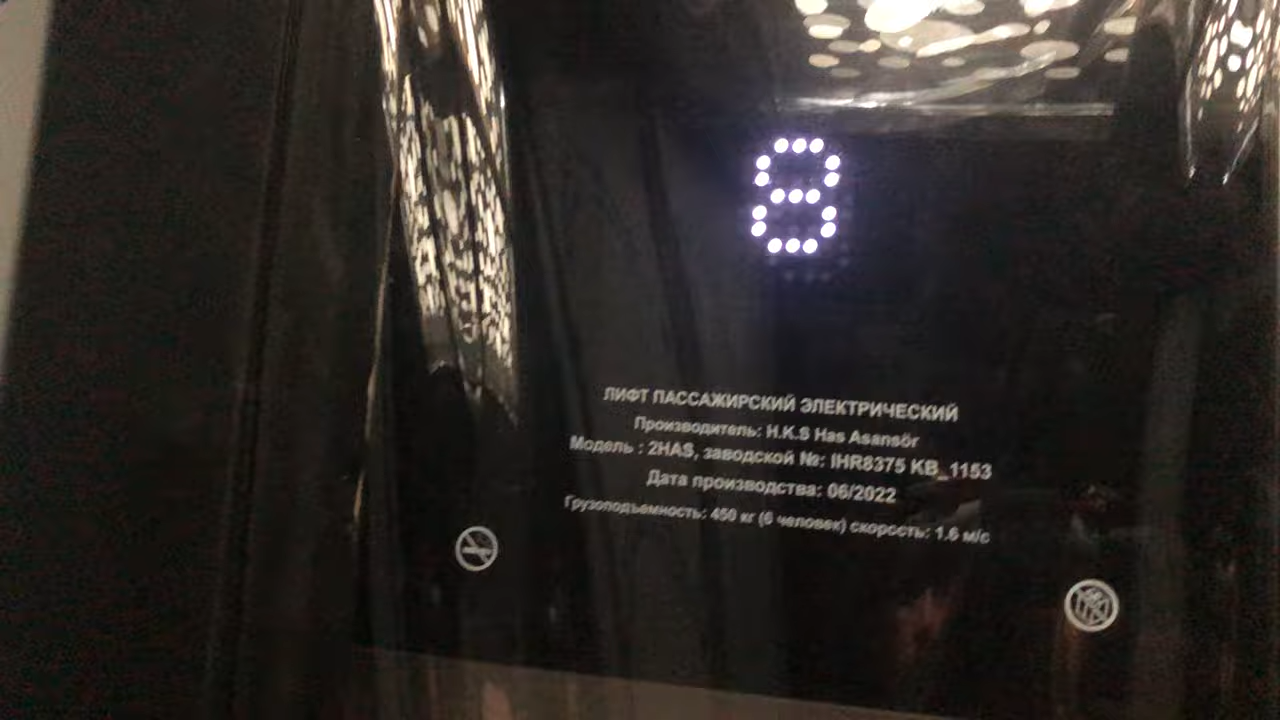 8
ЛИФТ ПАССАЖИРСКИЙ ЭЛЕКТРИЧЕСКИЙ
Производитель: H.K.S Has Asansör
Модель : 2HAS, заводской №: IHR8375 KB_1153
Дата производства: 06/2022
Грузоподъемность: 450 кг (6 человек) скорость: 1.6 м/с